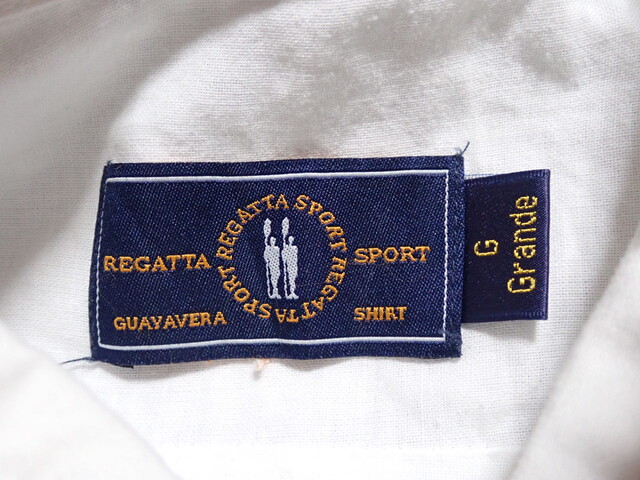 REGATTA SPORT REGATTA SPORT
REGATTA SPORT
GUAYAVERA SHIRT
G
Grande